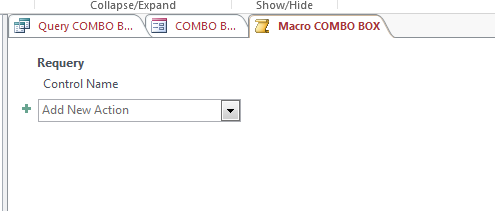 Collapse/Expand Show/Hide
Query COMBO B... COMBO B... Macro COMBO BOX
Requery
Control Name
Add New Action